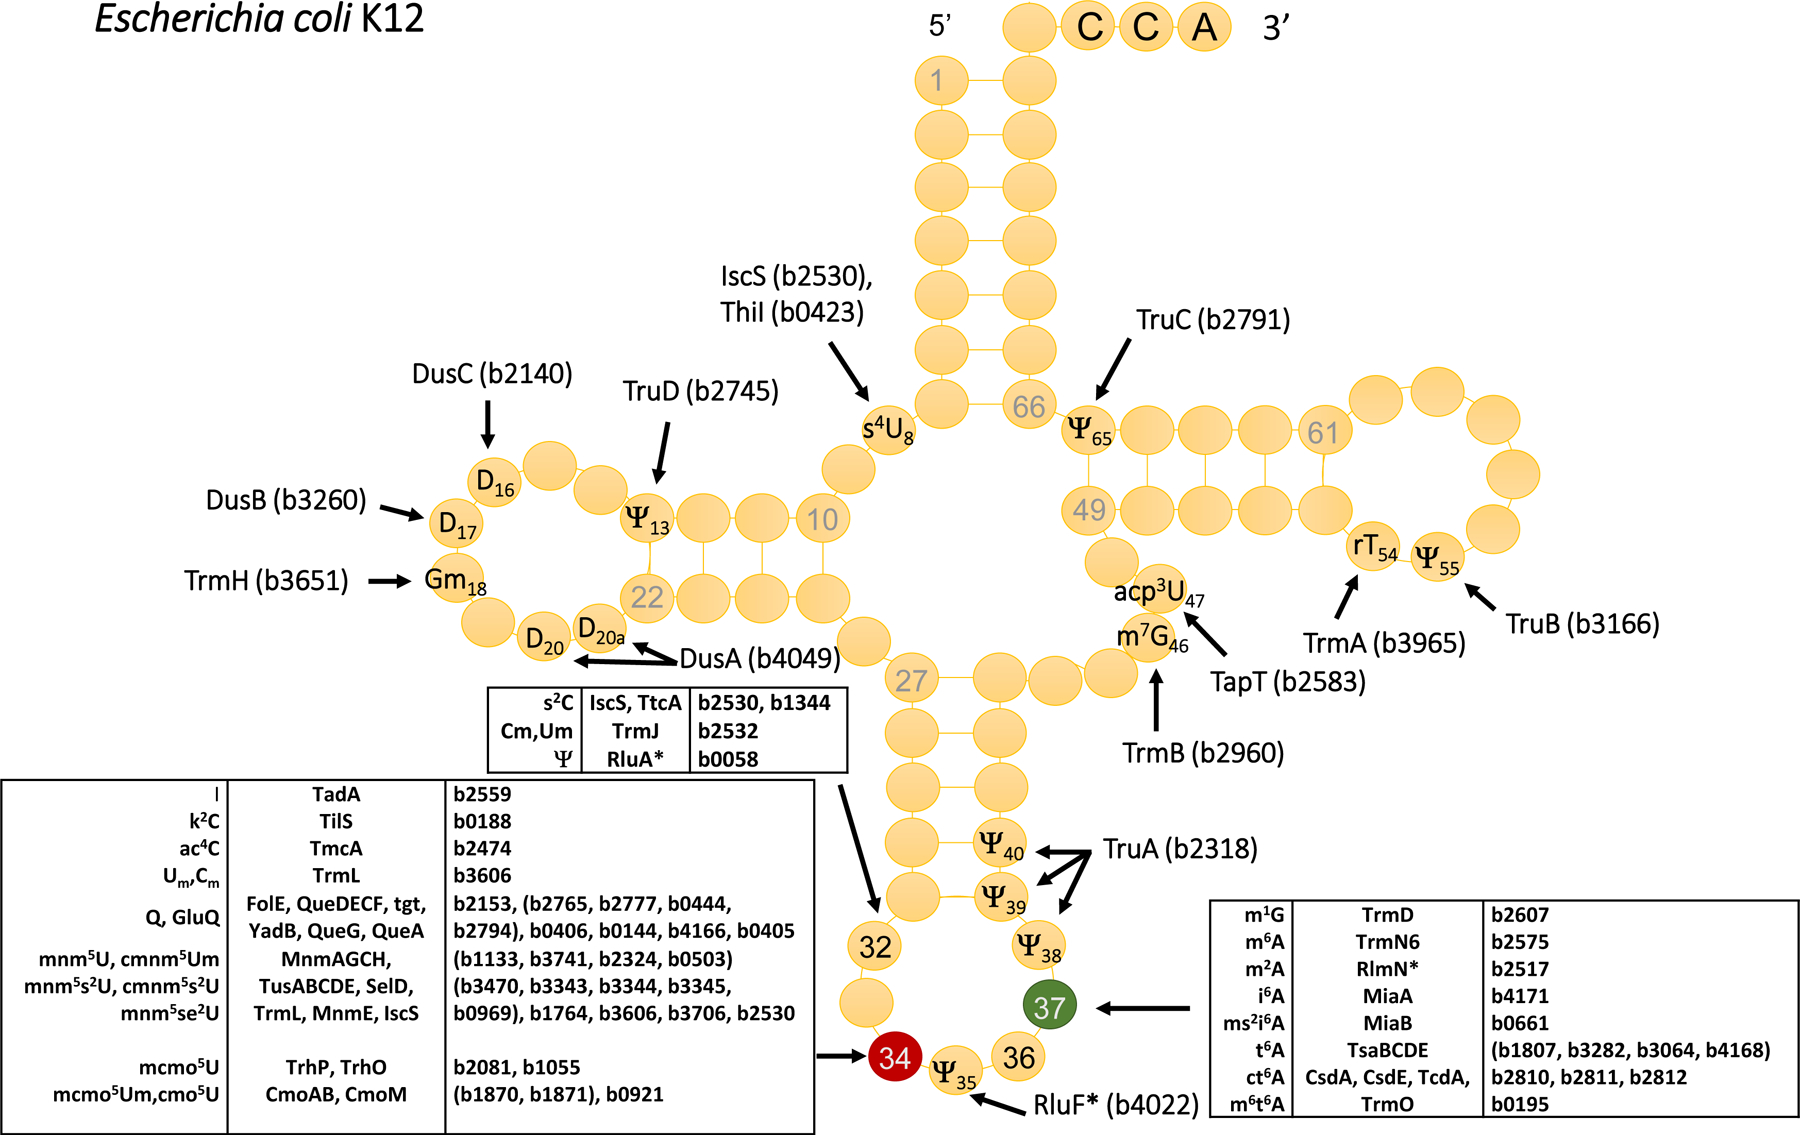 Escherichia coli K12
5’
C C A 3’
1
IscS (b2530),
ThiI (b0423)
TruC (b2791)
DusC (b2140)
TruD (b2745)
66
s⁴U₈
Ψ₆₅
61
D₁₆
DusB (b3260)
D₁₇
Ψ₁₃
10
49
rT₅₄
Ψ₅₅
TrmH (b3651)
Gm₁₈
22
acp³U₄₇
D₂₀
D₂₀ₐ
m⁷G₄₆
TrmA (b3965)
TruB (b3166)
DusA (b4049)
27
TapT (b2583)
TrmB (b2960)
s²C IscS, TtcA b2530, b1344
Cm,Um TrmJ b2532
Ψ RluA* b0058
I TadA b2559
k²C TilS b0188
ac⁴C TmcA b2474
Uₘ,Cₘ TrmL b3606
Q, GluQ
FolE, QueDECF, tgt, b2153, (b2765, b2777, b0444,
YadB, QueG, QueA b2794), b0406, b0144, b4166, b0405
mnm⁵U, cmnm⁵Um MnmAGCH, (b1133, b3741, b2324, b0503)
mnm⁵s²U, cmnm⁵s²U TusABCDE, SelD, (b3470, b3343, b3344, b3345,
mnm⁵se²U TrmL, MnmE, IscS b0969), b1764, b3606, b3706, b2530
mcmo⁵U TrhP, TrhO b2081, b1055
mcmo⁵Um,cmo⁵U CmoAB, CmoM (b1870, b1871), b0921
Ψ₄₀
TruA (b2318)
Ψ₃₉
32
Ψ₃₈
37
34
36
Ψ₃₅
RluF* (b4022)
m¹G TrmD b2607
m⁶A TrmN6 b2575
m²A RlmN* b2517
i⁶A MiaA b4171
ms²i⁶A MiaB b0661
t⁶A TsaBCDE (b1807, b3282, b3064, b4168)
ct⁶A CsdA, CsdE, TcdA, b2810, b2811, b2812
m⁶t⁶A TrmO b0195